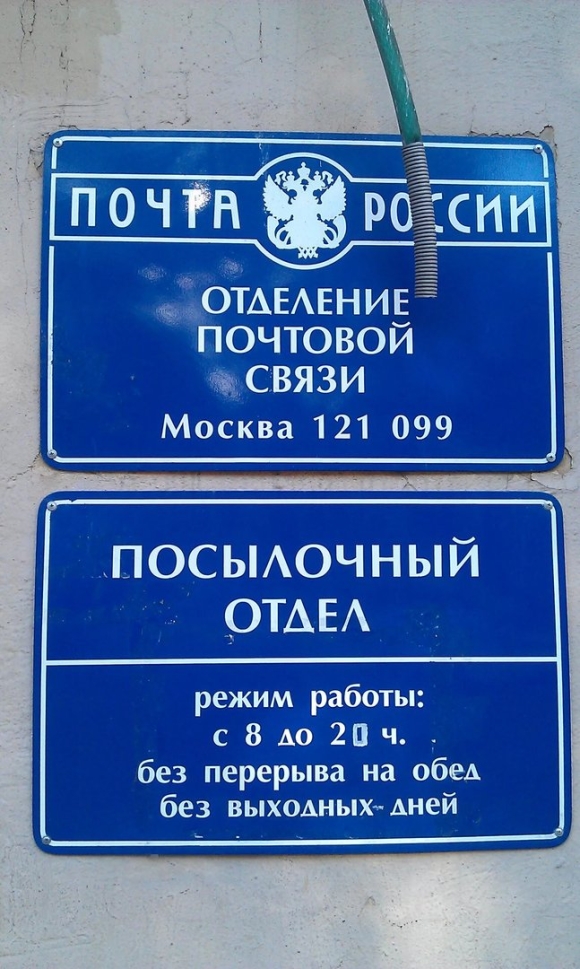 ПОЧТА РОССИИ
ОТДЕЛЕНИЕ
ПОЧТОВОЙ
СВЯЗИ
Москва 121 099
ПОСЫЛОЧНЫЙ
ОТДЕЛ
режим работы:
с 8 до 20 ч.
без перерыва на обед
без выходных дней